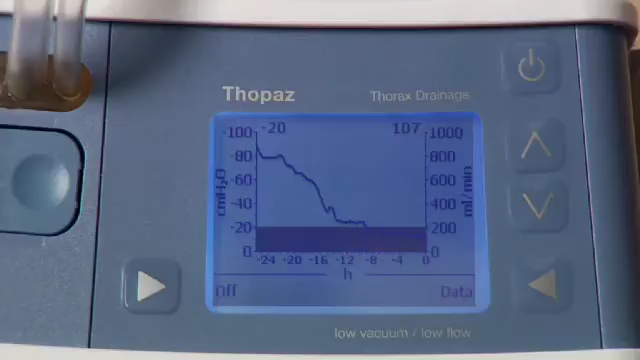 Thopaz
Thorax Drainage
-20 107
-100
-80
-60
-40
-20
0
cmH₂O
1000
800
600
400
200
0
ml/min
-24 -20 -16 -12 -8 -4 0
h
Off
Data
low vacuum / low flow